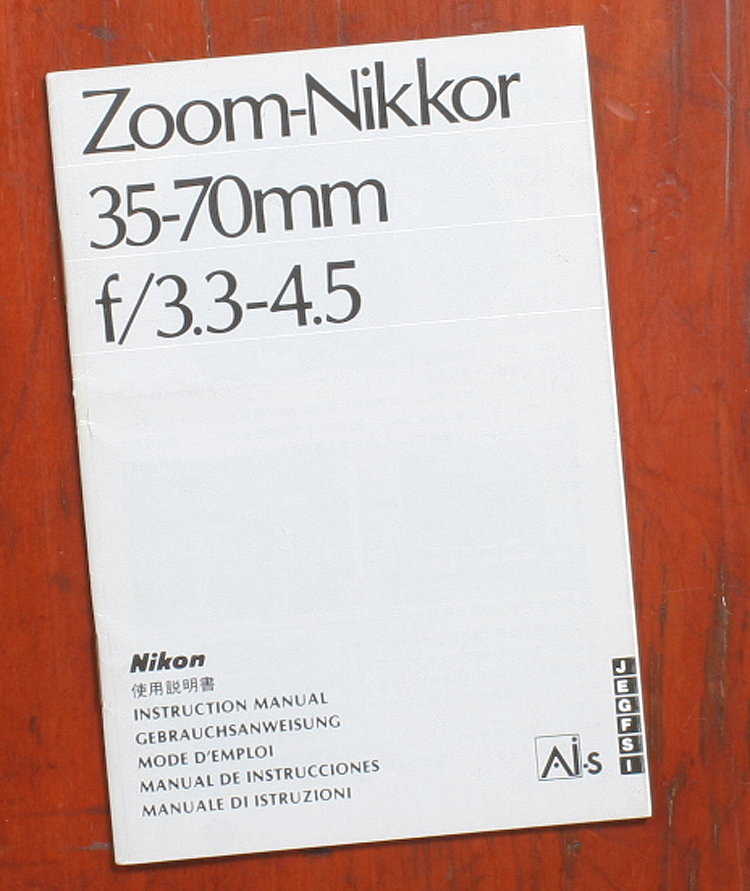 Zoom-Nikkor
35-70mm
f/3.3-4.5
Nikon
使用説明書
INSTRUCTION MANUAL
GEBRAUCHSANWEISUNG
MODE D'EMPLOI
MANUAL DE INSTRUCCIONES
MANUALE DI ISTRUZIONI
Ai-s
J
E
G
F
S
I